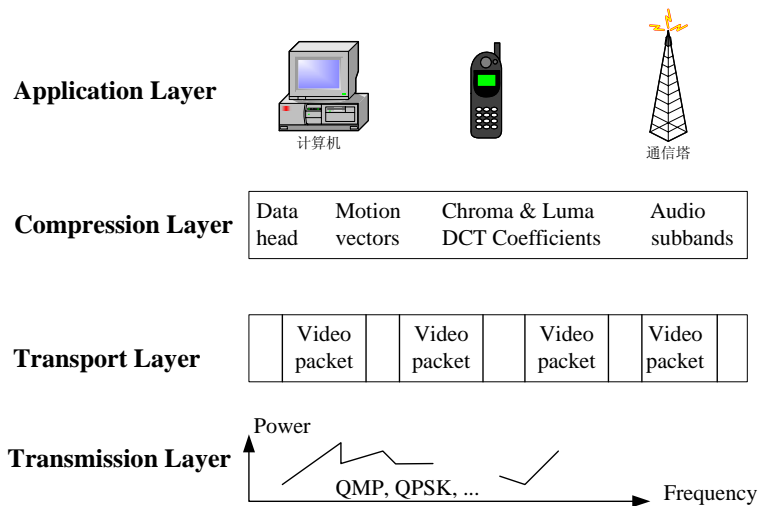 Application Layer
计算机
通信塔
Compression Layer
Data head
Motion vectors
Chroma & Luma DCT Coefficients
Audio subbands
Transport Layer
Video packet
Video packet
Video packet
Video packet
Transmission Layer
Power
QMP, QPSK, ...
Frequency